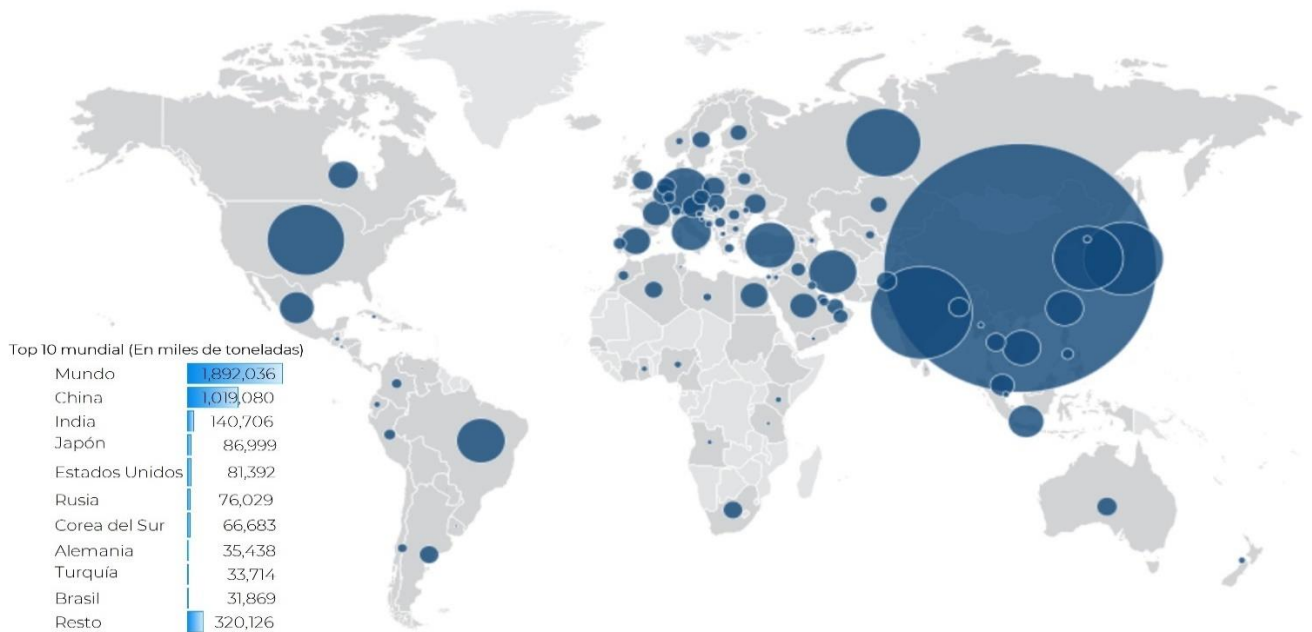 Top 10 mundial (En miles de toneladas)
Mundo 1,892,036
China 1,019,080
India 140,706
Japón 86,999
Estados Unidos 81,392
Rusia 76,029
Corea del Sur 66,683
Alemania 35,438
Turquía 33,714
Brasil 31,869
Resto 320,126